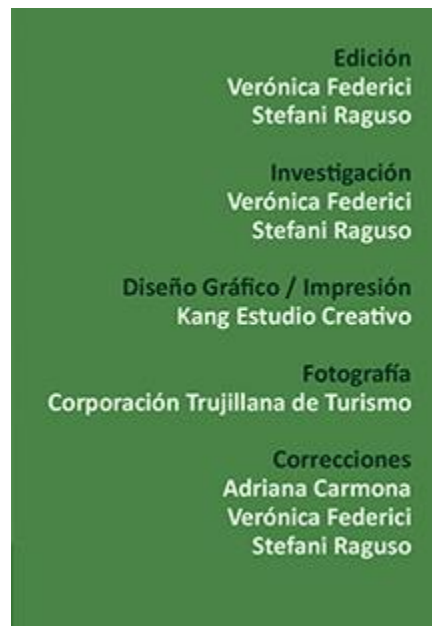 Edición
Verónica Federici
Stefani Raguso
Investigación
Verónica Federici
Stefani Raguso
Diseño Gráfico / Impresión
Kang Estudio Creativo
Fotografía
Corporación Trujillana de Turismo
Correcciones
Adriana Carmona
Verónica Federici
Stefani Raguso